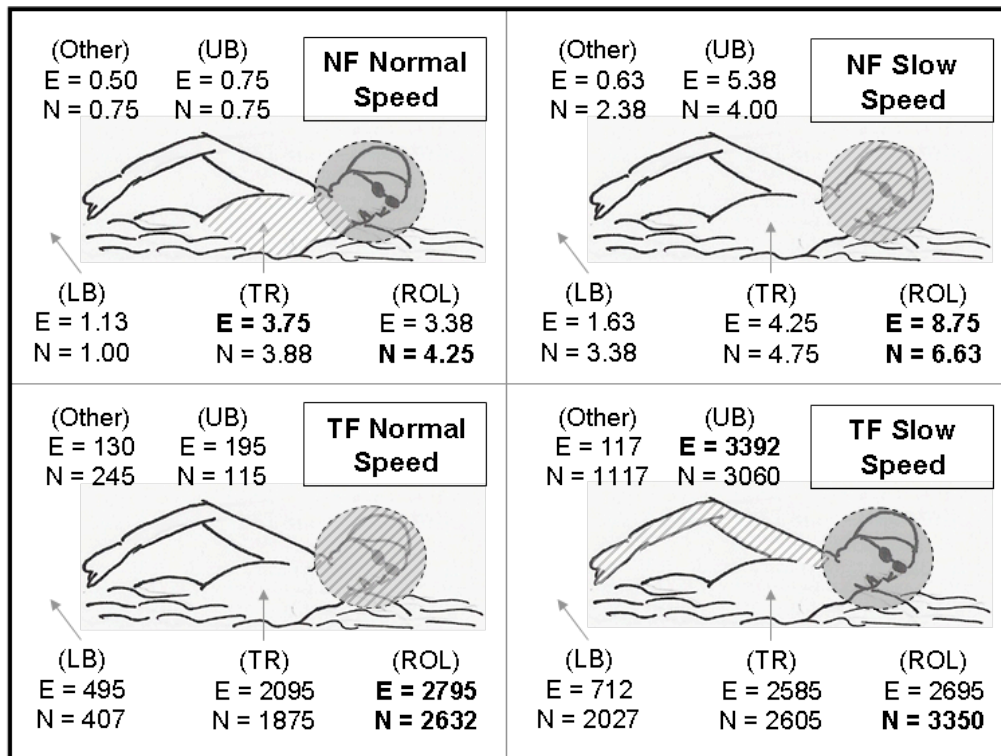 (Other) (UB)
E = 0.50 E = 0.75
N = 0.75 N = 0.75
NF Normal
Speed
(LB) (TR) (ROL)
E = 1.13 E = 3.75 E = 3.38
N = 1.00 N = 3.88 N = 4.25
(Other) (UB)
E = 0.63 E = 5.38
N = 2.38 N = 4.00
NF Slow
Speed
(LB) (TR) (ROL)
E = 1.63 E = 4.25 E = 8.75
N = 3.38 N = 4.75 N = 6.63
(Other) (UB)
E = 130 E = 195
N = 245 N = 115
TF Normal
Speed
(LB) (TR) (ROL)
E = 495 E = 2095 E = 2795
N = 407 N = 1875 N = 2632
(Other) (UB)
E = 117 E = 3392
N = 1117 N = 3060
TF Slow
Speed
(LB) (TR) (ROL)
E = 712 E = 2585 E = 2695
N = 2027 N = 2605 N = 3350